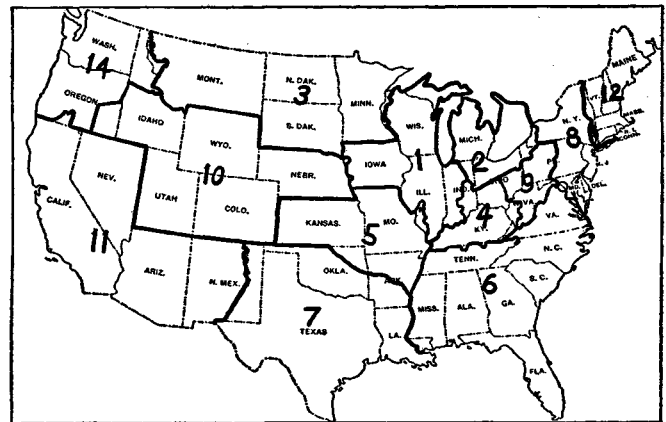 WASH.
14
OREGON
MONT.
N. DAK.
3
S. DAK.
MINN.
IDAHO
WYO.
10
NEBR.
IOWA
WIS.
1
ILL.
MICH.
2
IND.
MAINE
VT.
2
MASS.
R.I.
CONN.
N.Y.
8
N.J.
9
DEL.
W.VA.
VA.
4
KY.
NEV.
CALIF.
11
UTAH
COLO.
KANSAS.
MO.
5
ARIZ.
N. MEX.
OKLA.
ARK.
7
TEXAS
LA.
TENN.
6
MISS.
ALA.
GA.
N.C.
S.C.
FLA.